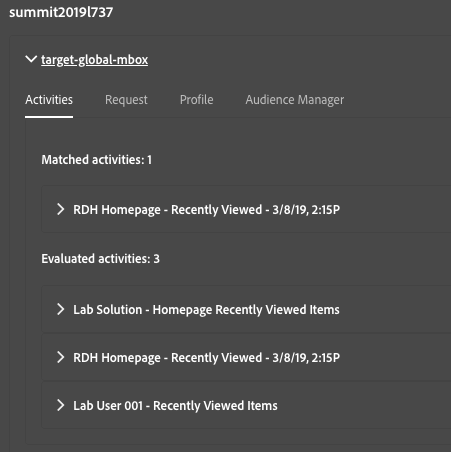 summit2019l737
target-global-mbox
Activities Request Profile Audience Manager
Matched activities: 1
RDH Homepage - Recently Viewed - 3/8/19, 2:15P
Evaluated activities: 3
Lab Solution - Homepage Recently Viewed Items
RDH Homepage - Recently Viewed - 3/8/19, 2:15P
Lab User 001 - Recently Viewed Items